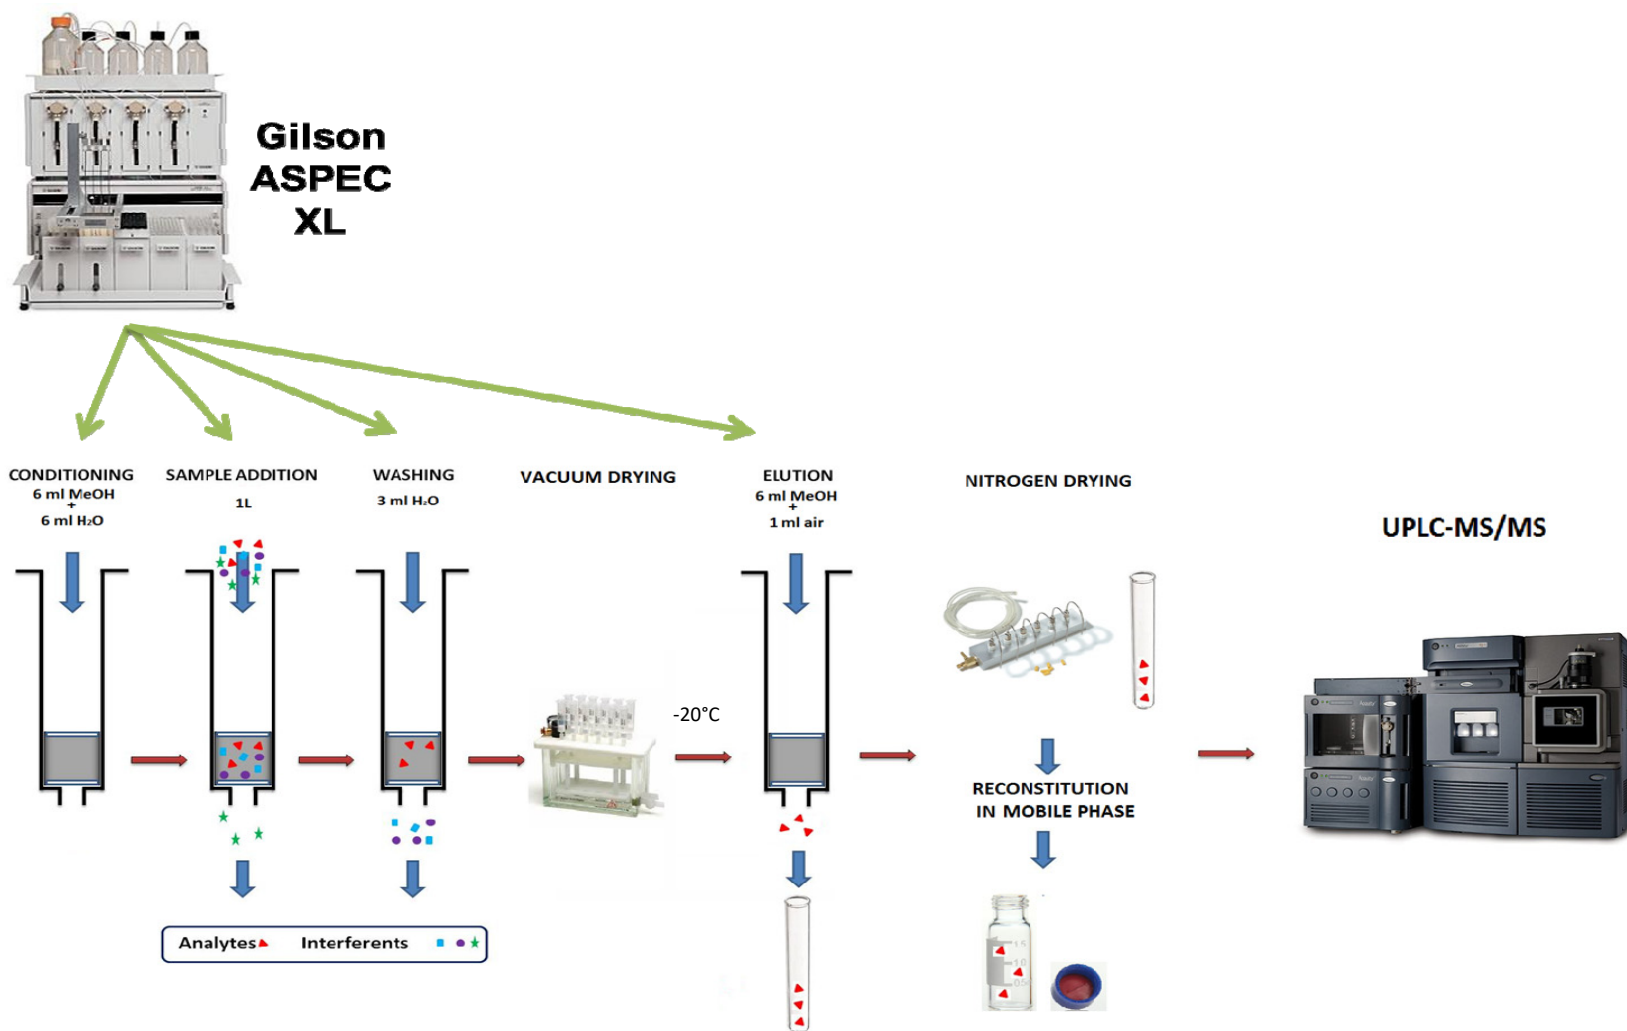 Gilson
ASPEC
XL
CONDITIONING
6 ml MeOH
+
6 ml H₂O
SAMPLE ADDITION
1L
WASHING
3 ml H₂O
VACUUM DRYING
ELUTION
6 ml MeOH
+
1 ml air
NITROGEN DRYING
UPLC-MS/MS
-20°C
RECONSTITUTION
IN MOBILE PHASE
Analytes
Interferents